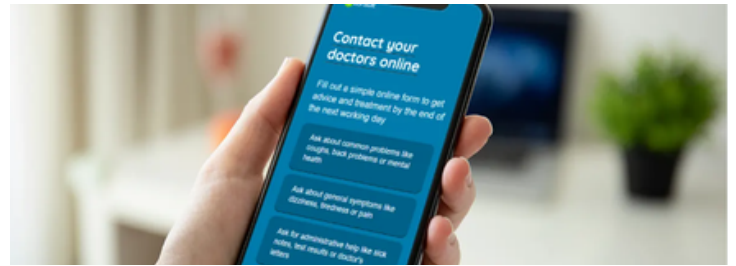 Contact your
doctors online
Fill out a simple online form to get
advice and treatment by the end of
the next working day
Ask about common problems like
coughs, back problems or mental
health
Ask about general symptoms like
dizziness, tiredness or pain
Ask for administrative help like sick
notes, test results or doctor's
letters